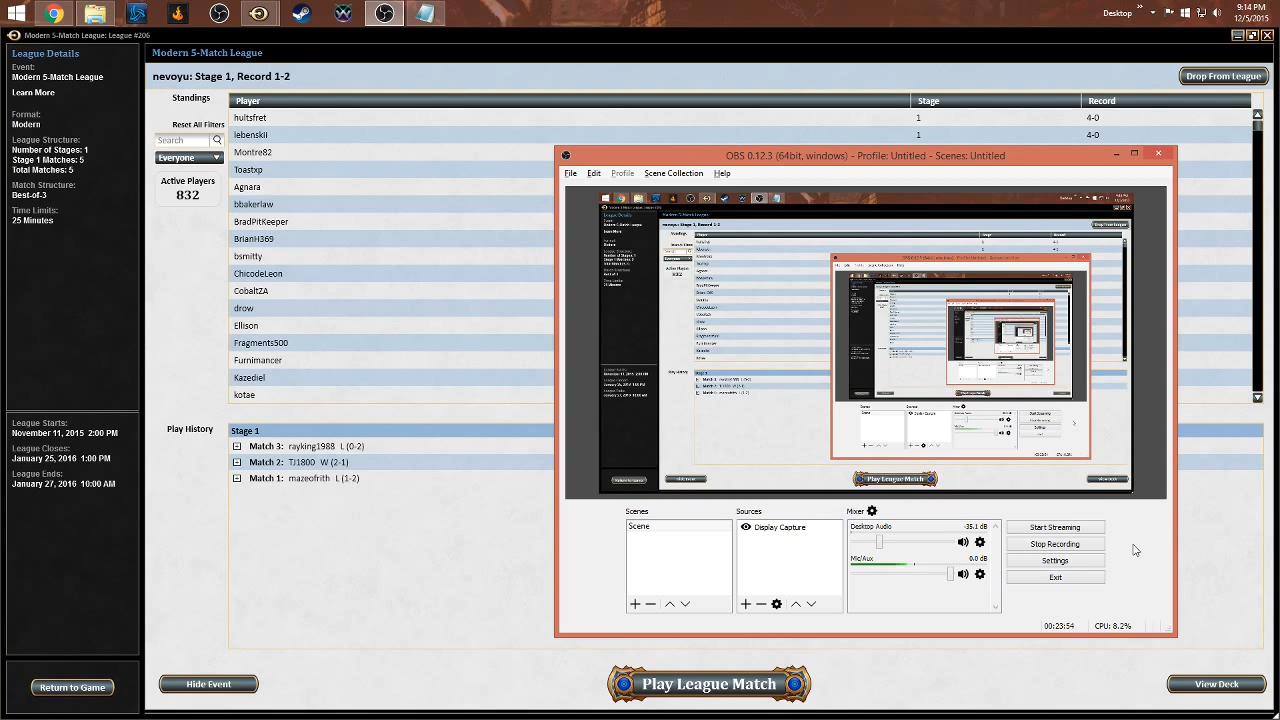 Desktop
»
9:14 PM
12/5/2015
Modern 5-Match League: League #206
League Details
Event:
Modern 5-Match League
Learn More
Format:
Modern
League Structure:
Number of Stages: 1
Stage 1 Matches: 5
Total Matches: 5
Match Structure:
Best-of-3
Time Limits:
25 Minutes
League Starts:
November 11, 2015 2:00 PM
League Closes:
January 25, 2016 1:00 PM
League Ends:
January 27, 2016 10:00 AM
Return to Game
Modern 5-Match League
nevoyu: Stage 1, Record 1-2
Drop From League
Standings
Reset All Filters
Search
Everyone
Active Players
832
Player Stage Record
hultsfret 1 4-0
lebenskii 1 4-0
Montre82
Toastxp
Agnara
bbakerlaw
BradPitKeeper
BrianH369
bsmitty
ChicodeLeon
CobaltZA
drow
Ellison
Fragment5300
Furnimancer
Kazediel
kotae
Play History
Stage 1
Match 3: rayking1988 L (0-2)
Match 2: TJ1800 W (2-1)
Match 1: mazeofrith L (1-2)
Hide Event
Play League Match
View Deck
OBS 0.12.3 (64bit, windows) - Profile: Untitled - Scenes: Untitled
File Edit Profile Scene Collection Help
Scenes
Scene
Sources
Display Capture
Mixer
Desktop Audio -35.1 dB
Mic/Aux 0.0 dB
Start Streaming
Stop Recording
Settings
Exit
00:23:54 CPU: 8.2%